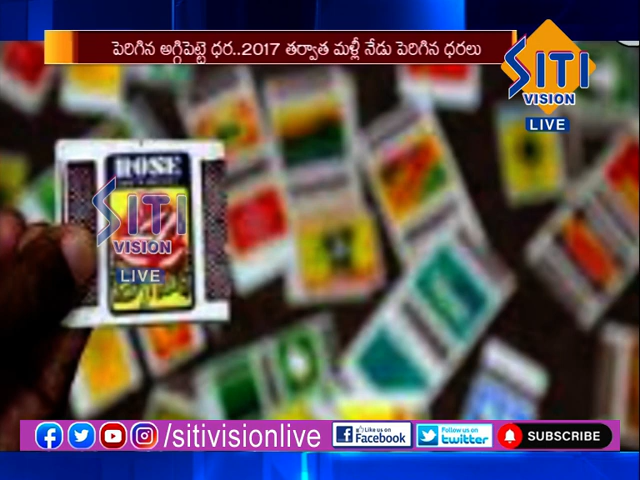 పెరిగిన అగ్గిపెట్టె ధర..2017 తర్వాత మళ్లీ నేడు పెరిగిన ధరలు
SITI
VISION
LIVE
ROSE
SITI
VISION
LIVE
/sitivisionlive
Like us on
Facebook
Follow us on
twitter
SUBSCRIBE